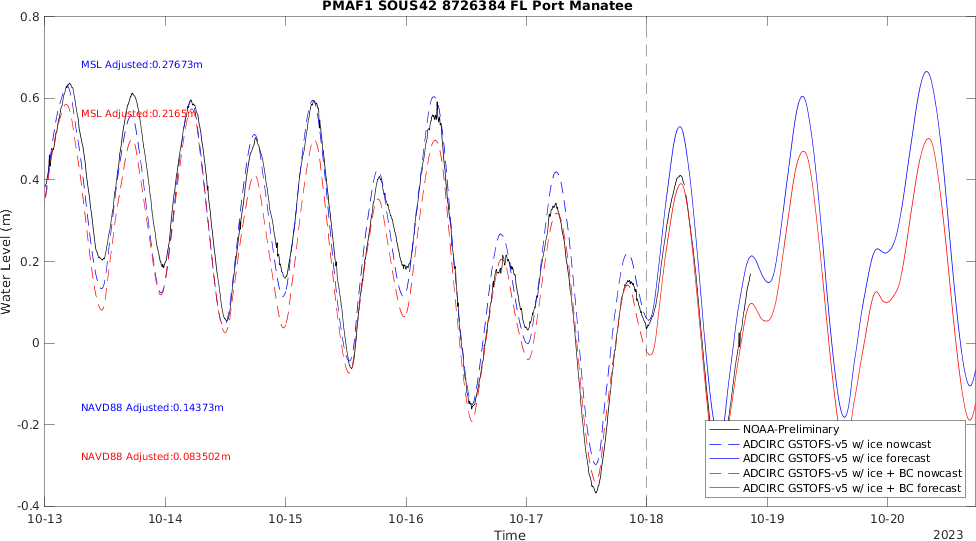 PMAF1 SOUS42 8726384 FL Port Manatee
0.8
0.6
0.4
0.2
0
-0.2
-0.4
Water Level (m)
MSL Adjusted:0.27673m
MSL Adjusted:0.2165m
NAVD88 Adjusted:0.14373m
NAVD88 Adjusted:0.083502m
NOAA-Preliminary
ADCIRC GSTOFS-v5 w/ ice nowcast
ADCIRC GSTOFS-v5 w/ ice forecast
ADCIRC GSTOFS-v5 w/ ice + BC nowcast
ADCIRC GSTOFS-v5 w/ ice + BC forecast
10-13 10-14 10-15 10-16 10-17 10-18 10-19 10-20
Time
2023